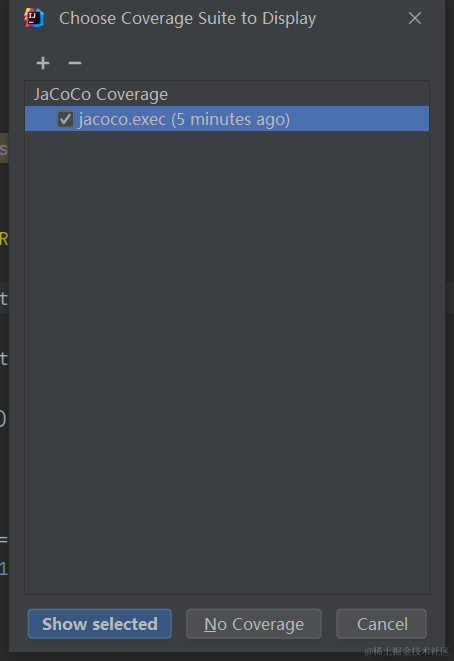 Choose Coverage Suite to Display
JaCoCo Coverage
jacoco.exec (5 minutes ago)
s
R
t
t
)
=
1
Show selected
No Coverage
Cancel
@稀土掘金技术社区